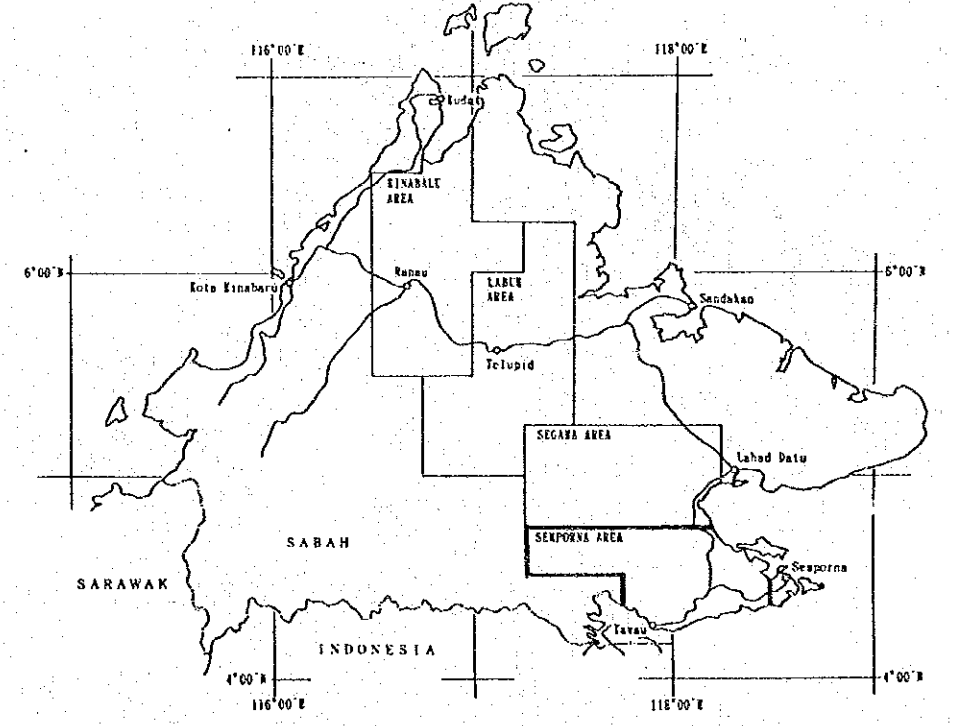 116°00'E
118°00'E
Kudat
KINABALU
AREA
6°00'N
6°00'N
Kota Kinabaru
Ranau
LABUK
AREA
Sandakan
Telupid
SEGAMA AREA
Lahad Datu
SABAH
SEMPORNA AREA
Semporna
SARAWAK
Tawau
INDONESIA
4°00'N
4°00'N
116°00'E
118°00'E